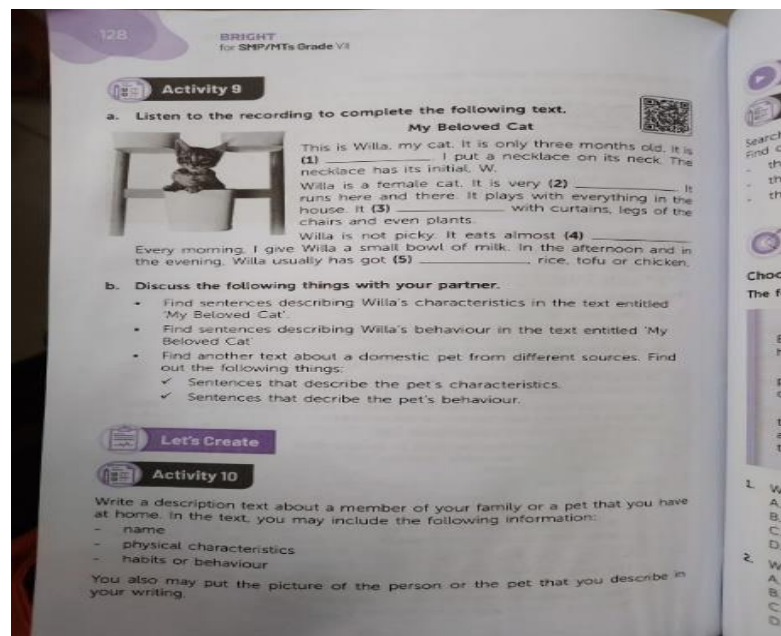 128
BRIGHT
for SMP/MTs Grade VII
Activity 9
a. Listen to the recording to complete the following text.
My Beloved Cat
This is Willa, my cat. It is only three months old. It is
(1) ____________. I put a necklace on its neck. The
necklace has its initial, W.
Willa is a female cat. It is very (2) ____________. It
runs here and there. It plays with everything in the
house. It (3) ____________ with curtains, legs of the
chairs and even plants.
Willa is not picky. It eats almost (4) ____________
Every morning, I give Willa a small bowl of milk. In the afternoon and in
the evening, Willa usually has got (5) ____________, rice, tofu or chicken.
b. Discuss the following things with your partner.
• Find sentences describing Willa's characteristics in the text entitled
'My Beloved Cat'.
• Find sentences describing Willa's behaviour in the text entitled 'My
Beloved Cat'
• Find another text about a domestic pet from different sources. Find
out the following things:
✓ Sentences that describe the pet's characteristics.
✓ Sentences that decribe the pet's behaviour.
Let's Create
Activity 10
Write a description text about a member of your family or a pet that you have
at home. In the text, you may include the following information:
- name
- physical characteristics
- habits or behaviour
You also may put the picture of the person or the pet that you describe in
your writing.
Search
Find
- th
- th
- th
Choo
The f
1. W
A.
B.
C.
D.
2. W
A.
B.
C.
D.